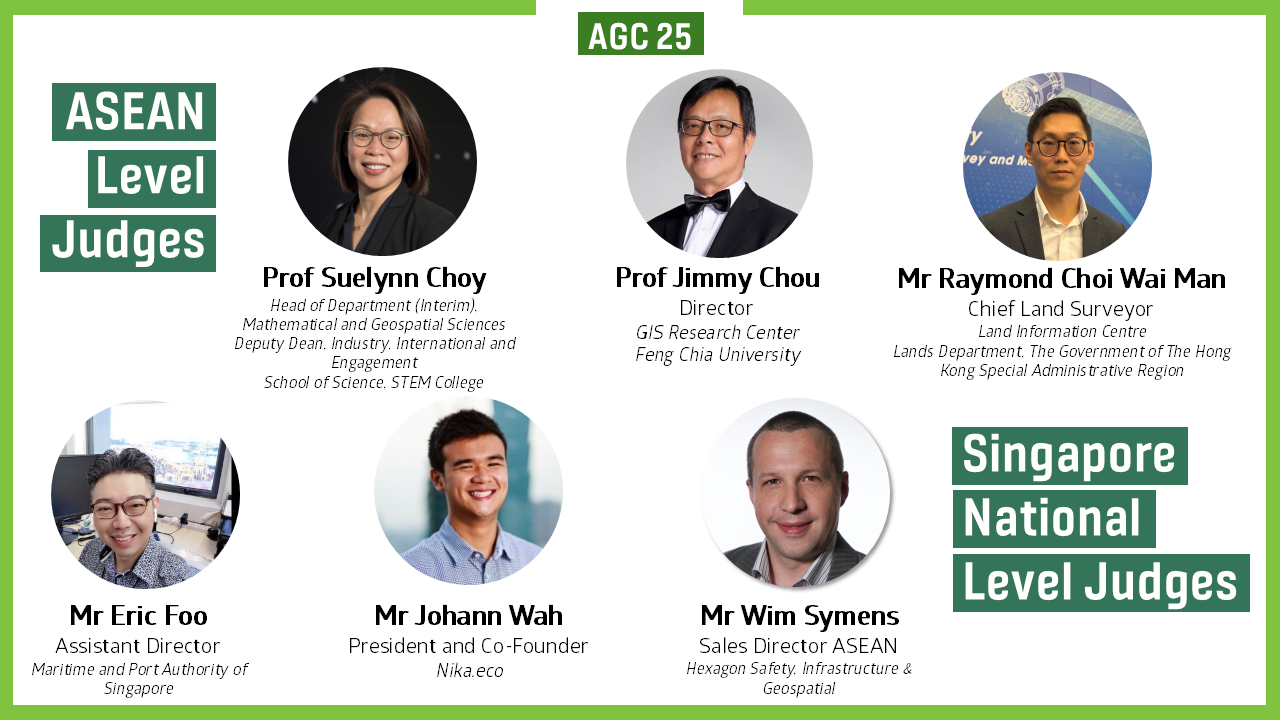 AGC 25
ASEAN
Level
Judges
ry
vey and M
Prof Suelynn Choy
Head of Department (Interim),
Mathematical and Geospatial Sciences
Deputy Dean, Industry, International and
Engagement
School of Science, STEM College
Prof Jimmy Chou
Director
GIS Research Center
Feng Chia University
Mr Raymond Choi Wai Man
Chief Land Surveyor
Land Information Centre
Lands Department, The Government of The Hong
Kong Special Administrative Region
Mr Eric Foo
Assistant Director
Maritime and Port Authority of
Singapore
Mr Johann Wah
President and Co-Founder
Nika.eco
Mr Wim Symens
Sales Director ASEAN
Hexagon Safety, Infrastructure &
Geospatial
Singapore
National
Level Judges